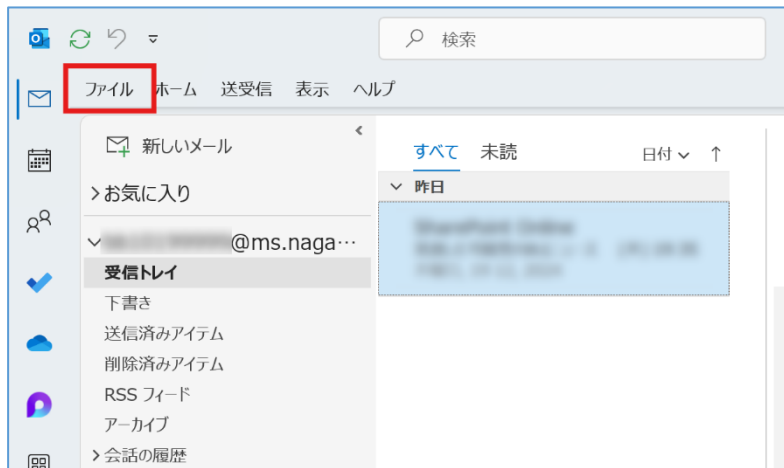 検索
ファイル ホーム 送受信 表示 ヘルプ
新しいメール
お気に入り
@ms.naga…
受信トレイ
下書き
送信済みアイテム
削除済みアイテム
RSS フィード
アーカイブ
会話の履歴
すべて 未読 日付
昨日